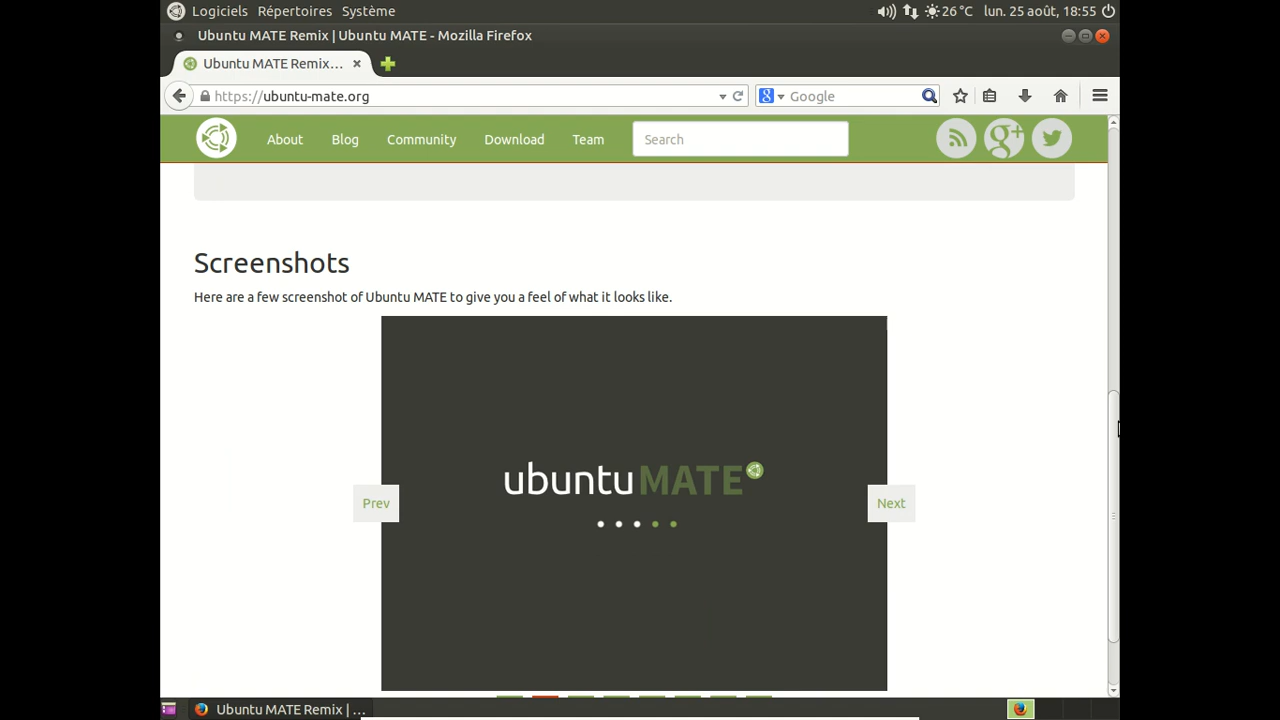 Logiciels Répertoires Système 26 °C lun. 25 août, 18:55
Ubuntu MATE Remix | Ubuntu MATE - Mozilla Firefox
Ubuntu MATE Remix...
https://ubuntu-mate.org Google
About Blog Community Download Team Search
Screenshots
Here are a few screenshot of Ubuntu MATE to give you a feel of what it looks like.
ubuntu MATE
Prev Next
Ubuntu MATE Remix | ...